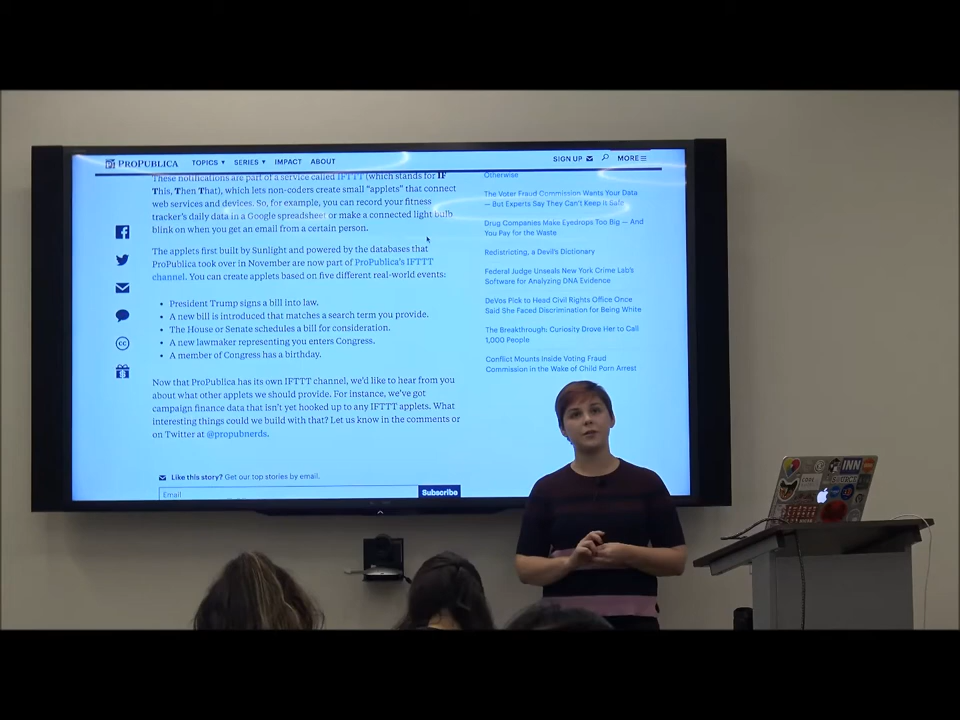 PROPUBLICA TOPICS SERIES IMPACT ABOUT SIGN UP MORE
These notifications are part of a service called IFTTT (which stands for IF
This, Then That), which lets non-coders create small “applets” that connect
web services and devices. So, for example, you can record your fitness
tracker’s daily data in a Google spreadsheet or make a connected light bulb
blink on when you get an email from a certain person.
The applets first built by Sunlight and powered by the databases that
ProPublica took over in November are now part of ProPublica’s IFTTT
channel. You can create applets based on five different real-world events:
• President Trump signs a bill into law.
• A new bill is introduced that matches a search term you provide.
• The House or Senate schedules a bill for consideration.
• A new lawmaker representing you enters Congress.
• A member of Congress has a birthday.
Now that ProPublica has its own IFTTT channel, we’d like to hear from you
about what other applets we should provide. For instance, we’ve got
campaign finance data that isn’t yet hooked up to any IFTTT applets. What
interesting things could we build with that? Let us know in the comments or
on Twitter at @propubnerds.
Like this story? Get our top stories by email.
Email Subscribe
Otherwise
The Voter Fraud Commission Wants Your Data
— But Experts Say They Can’t Keep It Safe
Drug Companies Make Eyedrops Too Big — And
You Pay for the Waste
Redistricting, a Devil’s Dictionary
Federal Judge Unseals New York Crime Lab’s
Software for Analyzing DNA Evidence
DeVos Pick to Head Civil Rights Office Once
Said She Faced Discrimination for Being White
The Breakthrough: Curiosity Drove Her to Call
1,000 People
Conflict Mounts Inside Voting Fraud
Commission in the Wake of Child Porn Arrest
cc
INN